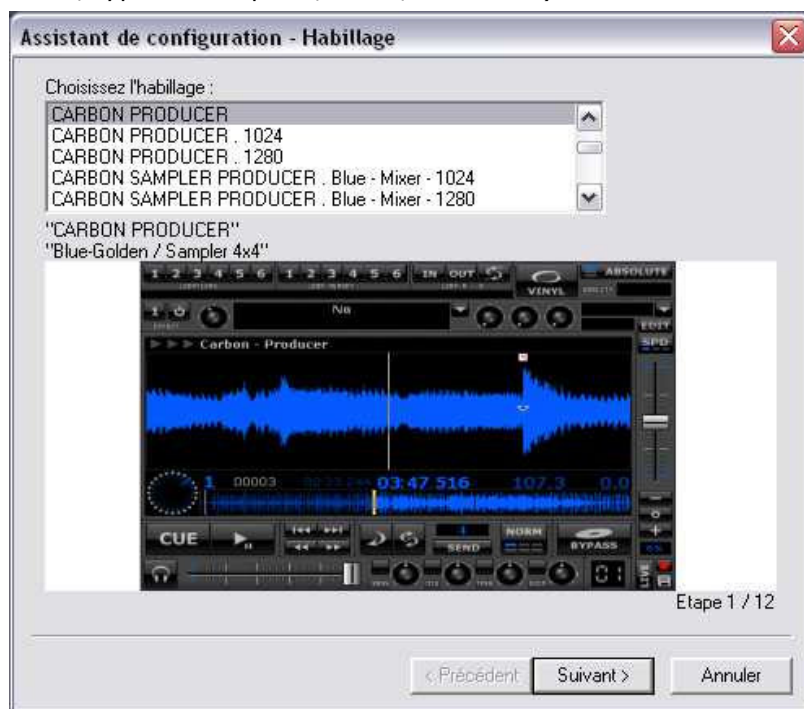 Assistant de configuration - Habillage
Choisissez l'habillage :
CARBON PRODUCER
CARBON PRODUCER . 1024
CARBON PRODUCER . 1280
CARBON SAMPLER PRODUCER . Blue - Mixer - 1024
CARBON SAMPLER PRODUCER . Blue - Mixer - 1280
"CARBON PRODUCER"
"Blue-Golden / Sampler 4x4"
1 2 3 4 5 6 1 2 3 4 5 6 IN OUT VINYL ABSOLUTE
1 No
EDIT
Carbon - Producer SPD
1 00003 03:47 516 107.3 0.0
CUE SEND NORM BYPASS
01 LIVE
Etape 1 / 12
< Précédent Suivant > Annuler